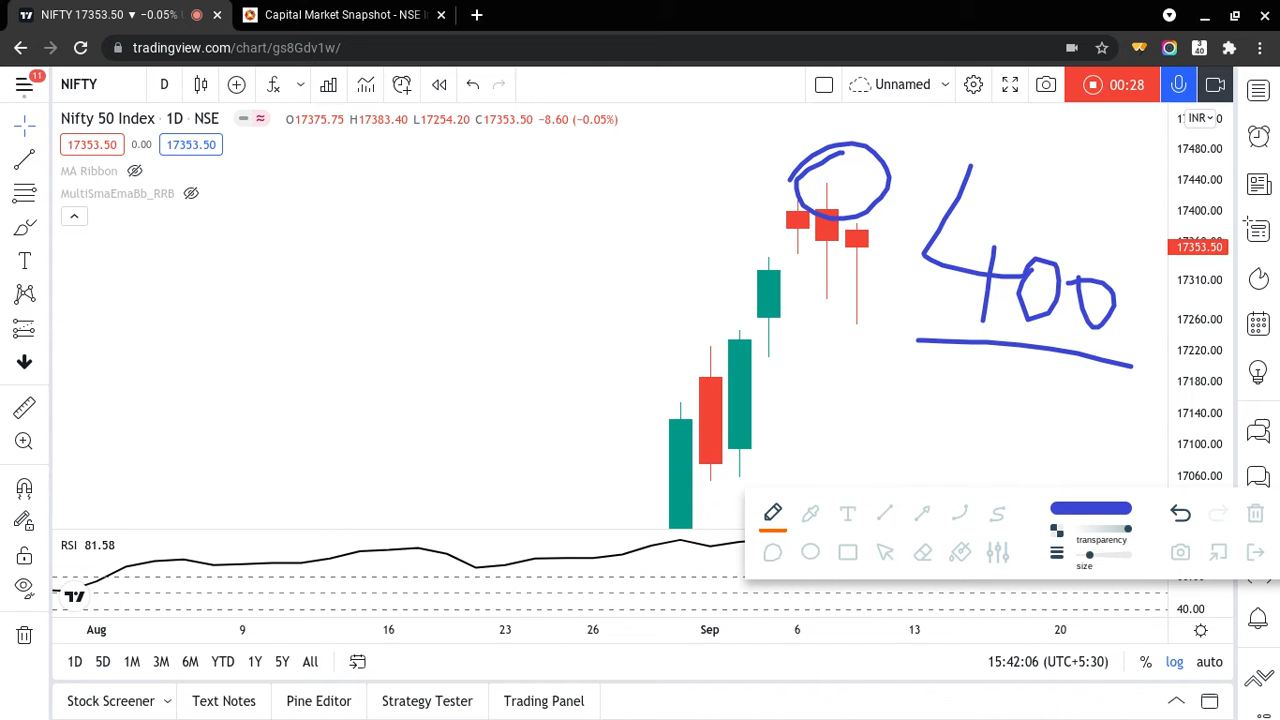 NIFTY 17353.50 ▼ −0.05%
Capital Market Snapshot - NSE
tradingview.com/chart/gs8Gdv1w/
3
40
11
NIFTY
D
Unnamed
00:28
Nifty 50 Index · 1D · NSE
O17375.75 H17383.40 L17254.20 C17353.50 −8.60 (−0.05%)
INR
17353.50
0.00
17353.50
MA Ribbon
MultiSmaEmaBb_RRB
17480.00
17440.00
17400.00
17353.50
17310.00
17260.00
17220.00
17180.00
17140.00
17100.00
17060.00
400
transparency
size
RSI 81.58
40.00
Aug 9 16 23 26 Sep 6 13 20
1D 5D 1M 3M 6M YTD 1Y 5Y All
15:42:06 (UTC+5:30) % log auto
Stock Screener Text Notes Pine Editor Strategy Tester Trading Panel